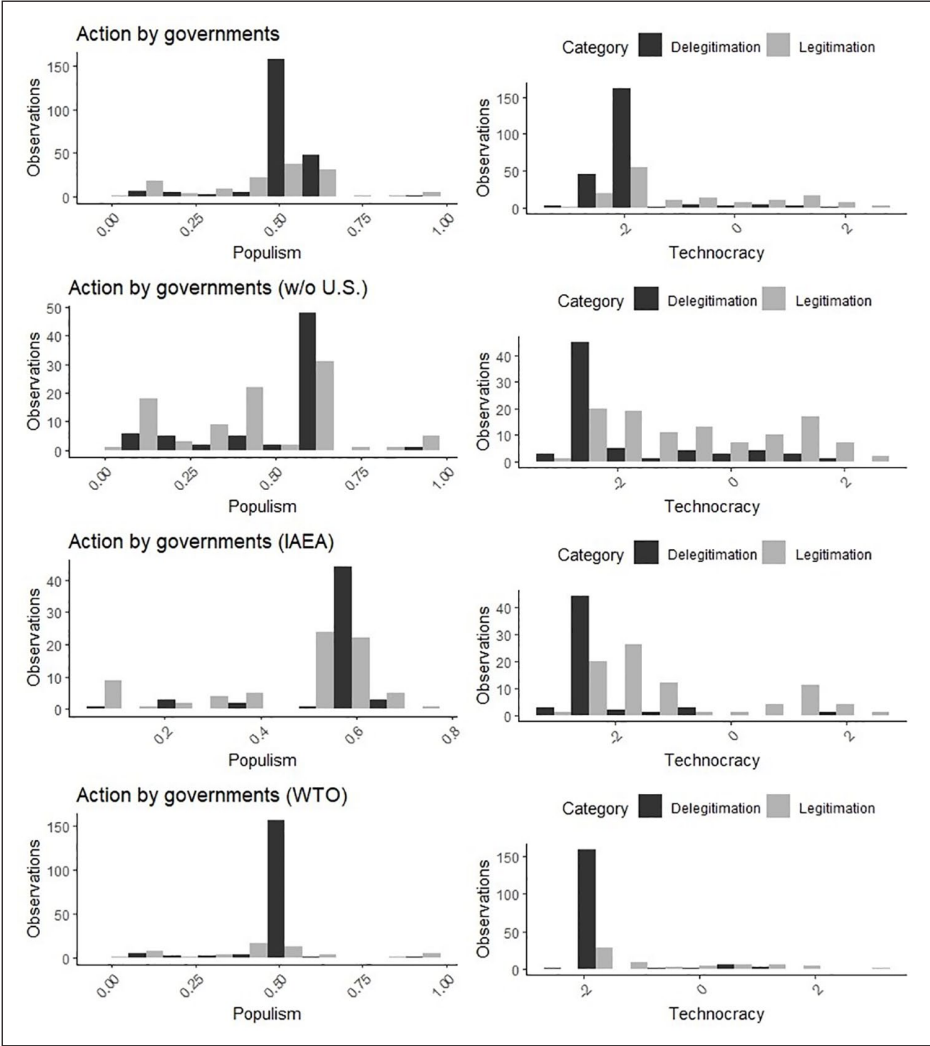 Action by governments
Category Delegitimation Legitimation
Observations
150
100
50
0
0.00 0.25 0.50 0.75 1.00
Populism
Observations
150
100
50
0
-2 0 2
Technocracy
Action by governments (w/o U.S.)
Category Delegitimation Legitimation
Observations
50
40
30
20
10
0
0.00 0.25 0.50 0.75 1.00
Populism
Observations
40
30
20
10
0
-2 0 2
Technocracy
Action by governments (IAEA)
Category Delegitimation Legitimation
Observations
40
30
20
10
0
0.2 0.4 0.6 0.8
Populism
Observations
40
30
20
10
0
-2 0 2
Technocracy
Action by governments (WTO)
Category Delegitimation Legitimation
Observations
150
100
50
0
0.00 0.25 0.50 0.75 1.00
Populism
Observations
150
100
50
0
-2 0 2
Technocracy